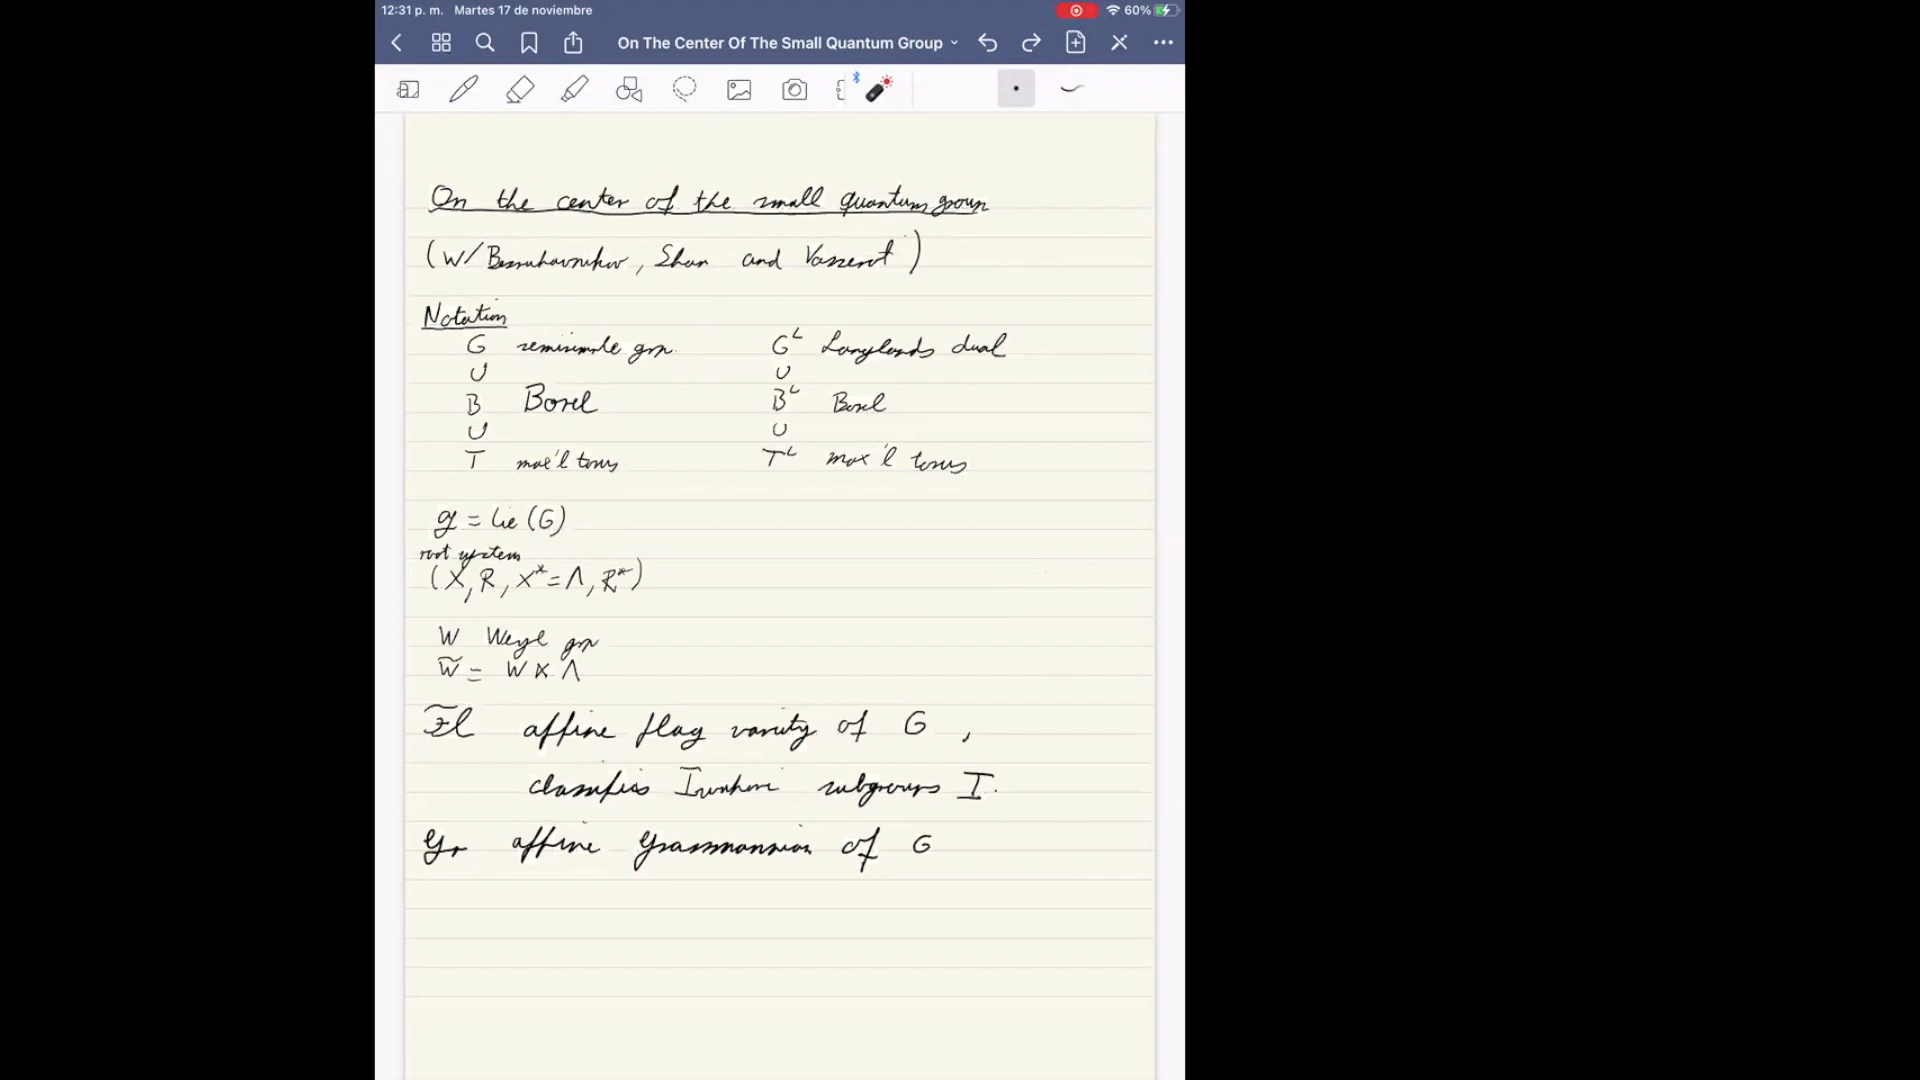 12:31 p. m. Martes 17 de noviembre
60%
On The Center Of The Small Quantum Group
On the center of the small quantum group
(W/ Bezrukavnikov, Shan and Vasserot)
Notation
G semisimple grp. G^L Langlands dual
∪ ∪
B Borel B^L Borel
∪ ∪
T max'l torus T^L max'l torus
g = Lie (G)
root system
(X, R, X* = Λ, R*)
W Weyl grp
W̃ = W ⋉ Λ
F̃l affine flag variety of G,
classifies Iwahori subgroups I.
Gr affine Grassmannian of G